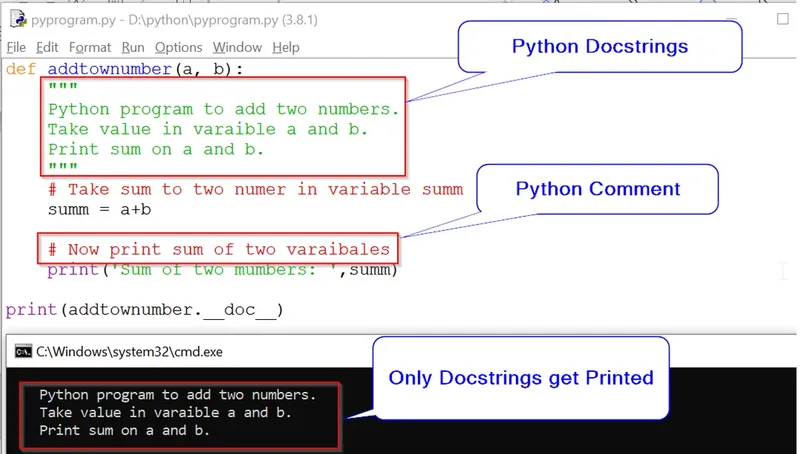 pyprogram.py - D:\python\pyprogram.py (3.8.1)
File Edit Format Run Options Window Help
def addtownumber(a, b):
"""
Python program to add two numbers.
Take value in varaible a and b.
Print sum on a and b.
"""
# Take sum to two numer in variable summ
summ = a+b
# Now print sum of two varaibales
print('Sum of two mumbers: ',summ)
print(addtownumber.__doc__)
Python Docstrings
Python Comment
C:\Windows\system32\cmd.exe
Python program to add two numbers.
Take value in varaible a and b.
Print sum on a and b.
Only Docstrings get Printed